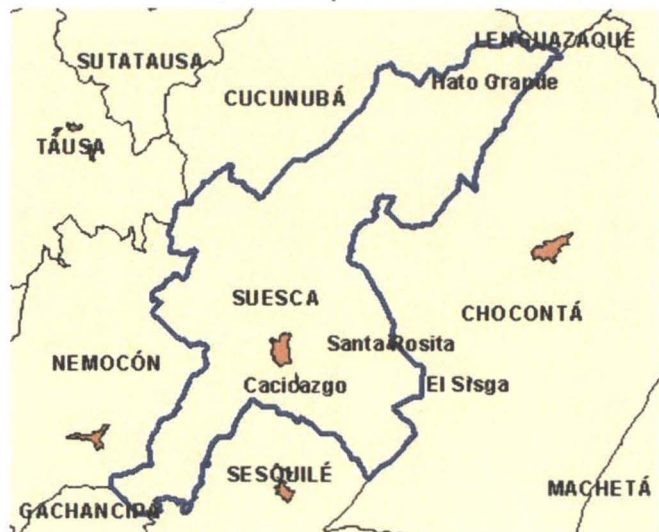 LENGUAZAQUE
SUTATAUSA
Hato Grande
CUCUNUBÁ
TAUSA
SUESCA
CHOCONTÁ
Santa Rosita
NEMOCÓN
Cacicazgo
El Sisga
SESQUILÉ
MACHETÁ
GACHANCIPÁ